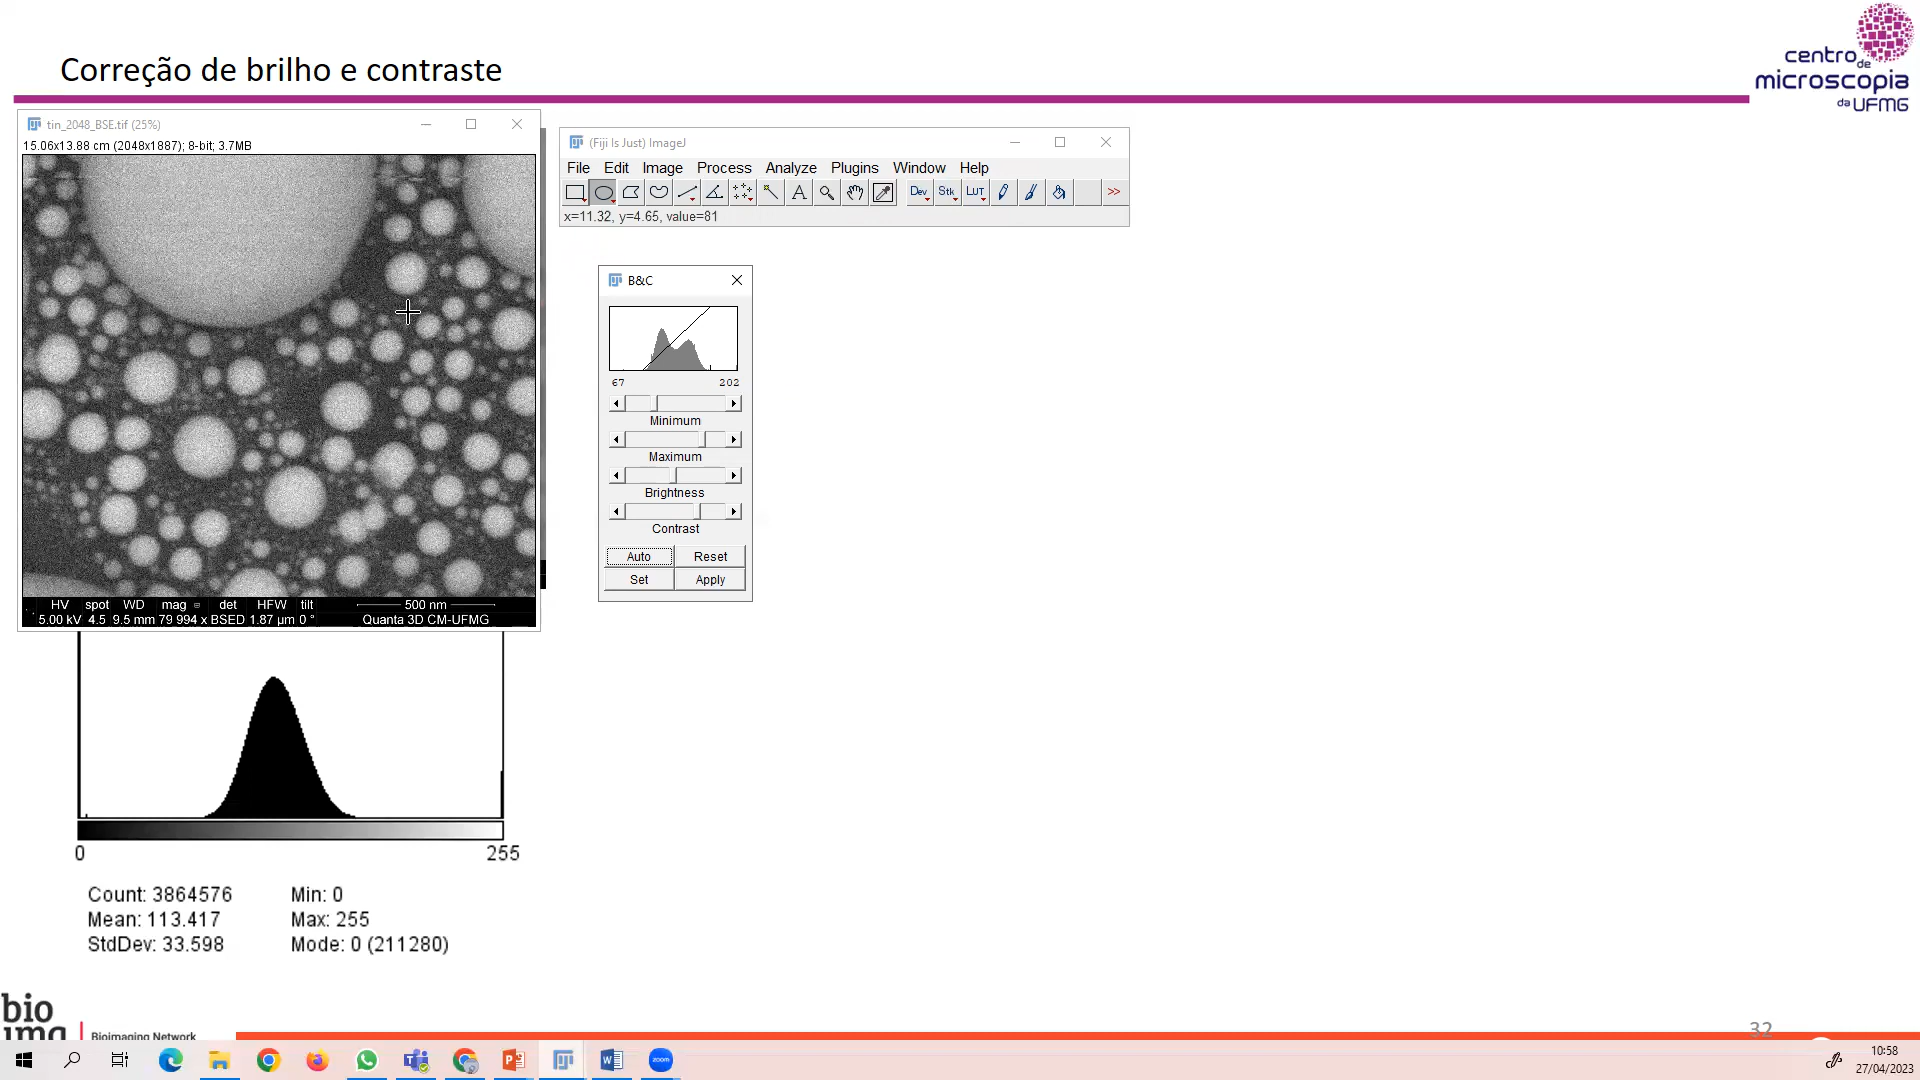 Correção de brilho e contraste
centro de
microscopia
da UFMG
tin_2048_BSE.tif (25%)
15.06x13.88 cm (2048x1887); 8-bit; 3.7MB
(Fiji Is Just) ImageJ
File Edit Image Process Analyze Plugins Window Help
A Dev Stk LUT >>
x=11.32, y=4.65, value=81
B&C
67 202
Minimum
Maximum
Brightness
Contrast
Auto Reset
Set Apply
HV spot WD mag det HFW tilt 500 nm
5.00 kV 4.5 9.5 mm 79 994 x BSED 1.87 µm 0 ° Quanta 3D CM-UFMG
0 255
Count: 3864576 Min: 0
Mean: 113.417 Max: 255
StdDev: 33.598 Mode: 0 (211280)
bio
img
Bioimaging Network
32
zoom
10:58
27/04/2023